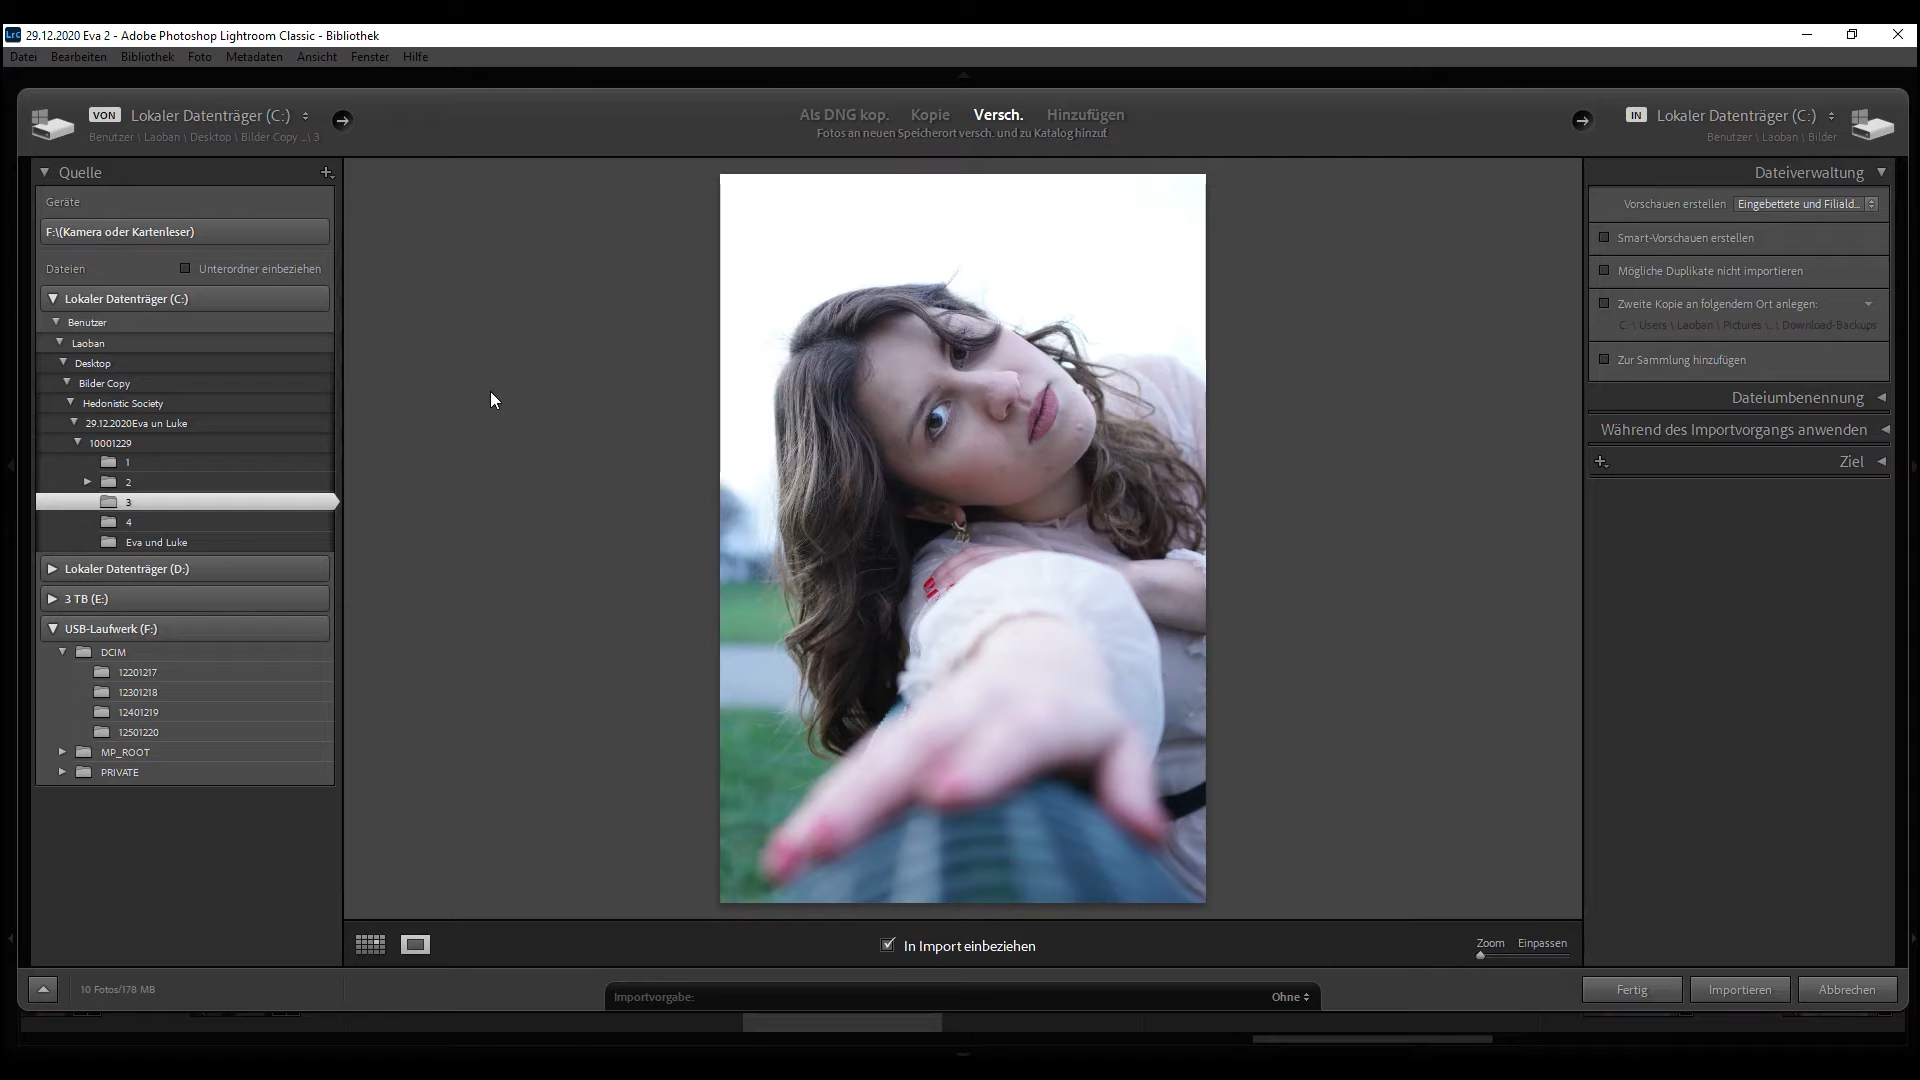 Lrc 29.12.2020 Eva 2 - Adobe Photoshop Lightroom Classic - Bibliothek
Datei Bearbeiten Bibliothek Foto Metadaten Ansicht Fenster Hilfe
VON Lokaler Datenträger (C:)
Benutzer \ Laoban \ Desktop \ Bilder Copy ...\ 3
Als DNG kop. Kopie Versch. Hinzufügen
Fotos an neuen Speicherort versch. und zu Katalog hinzuf
IN Lokaler Datenträger (C:)
Benutzer \ Laoban \ Bilder
Quelle
Geräte
F:\(Kamera oder Kartenleser)
Dateien Unterordner einbeziehen
Lokaler Datenträger (C:)
Benutzer
Laoban
Desktop
Bilder Copy
Hedonistic Society
29.12.2020Eva un Luke
10001229
1
2
3
4
Eva und Luke
Lokaler Datenträger (D:)
3 TB (E:)
USB-Laufwerk (F:)
DCIM
12201217
12301218
12401219
12501220
MP_ROOT
PRIVATE
Dateiverwaltung
Vorschauen erstellen Eingebettete und Filiald...
Smart-Vorschauen erstellen
Mögliche Duplikate nicht importieren
Zweite Kopie an folgendem Ort anlegen:
C: \ Users \ Laoban \ Pictures \...\ Download-Backups
Zur Sammlung hinzufügen
Dateiumbenennung
Während des Importvorgangs anwenden
Ziel
In Import einbeziehen
Zoom Einpassen
10 Fotos/178 MB
Importvorgabe: Ohne
Fertig Importieren Abbrechen